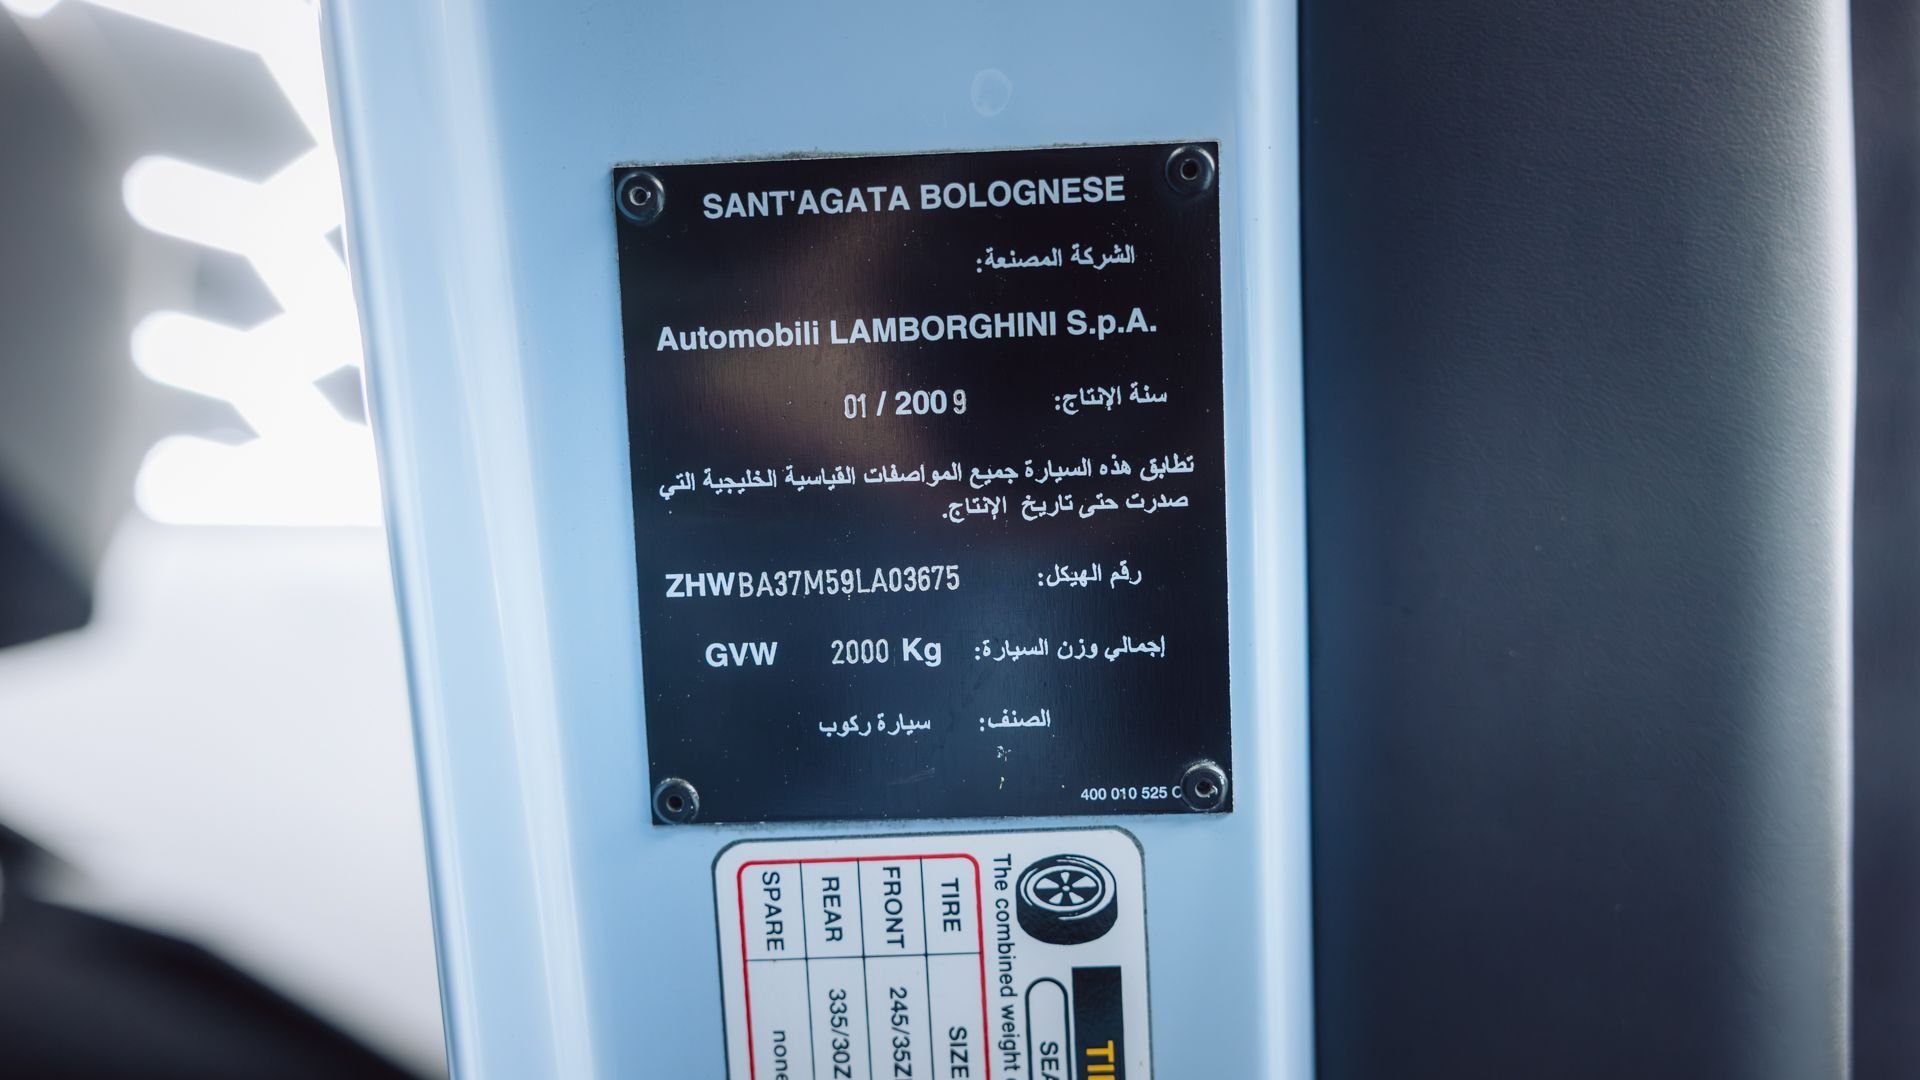 SANT'AGATA BOLOGNESE
الشركة المصنعة:
Automobili LAMBORGHINI S.p.A.
سنة الإنتاج: 01 / 2009
تطابق هذه السيارة جميع المواصفات القياسية الخليجية التي
صدرت حتى تاريخ الإنتاج.
رقم الهيكل: ZHWBA37M59LA03675
إجمالي وزن السيارة: GVW 2000 Kg
الصنف: سيارة ركوب
400 010 525 C
The combined weight
TIRE SIZE
FRONT 245/35Z
REAR 335/30Z
SPARE none